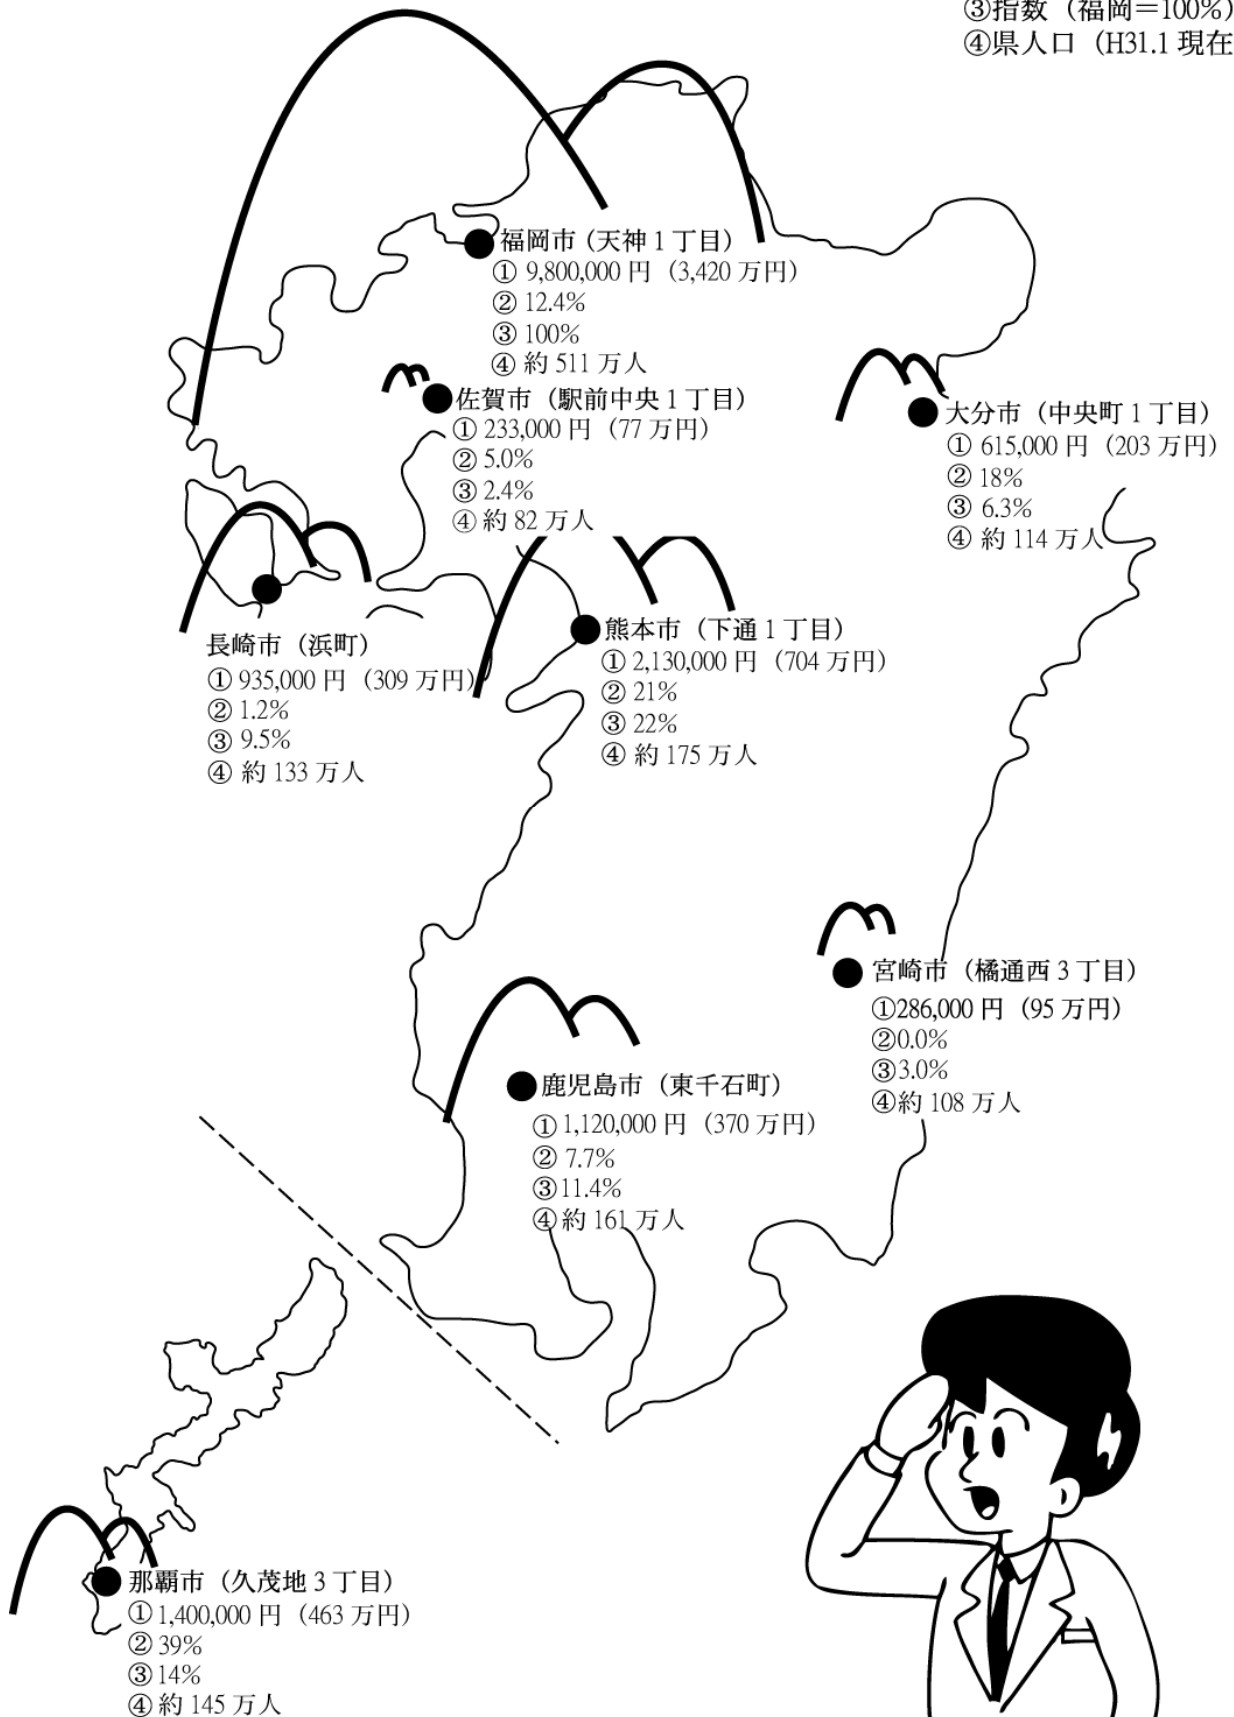 ③指数（福岡＝100%）
④県人口（H31.1 現在
福岡市（天神１丁目）
① 9,800,000 円（3,420 万円）
② 12.4%
③ 100%
④ 約 511 万人
佐賀市（駅前中央１丁目）
① 233,000 円（77 万円）
② 5.0%
③ 2.4%
④ 約 82 万人
大分市（中央町１丁目）
① 615,000 円（203 万円）
② 18%
③ 6.3%
④ 約 114 万人
長崎市（浜町）
① 935,000 円（309 万円）
② 1.2%
③ 9.5%
④ 約 133 万人
熊本市（下通１丁目）
① 2,130,000 円（704 万円）
② 21%
③ 22%
④ 約 175 万人
宮崎市（橘通西３丁目）
①286,000 円（95 万円）
②0.0%
③3.0%
④約 108 万人
鹿児島市（東千石町）
① 1,120,000 円（370 万円）
② 7.7%
③ 11.4%
④ 約 161 万人
那覇市（久茂地３丁目）
① 1,400,000 円（463 万円）
② 39%
③ 14%
④ 約 145 万人